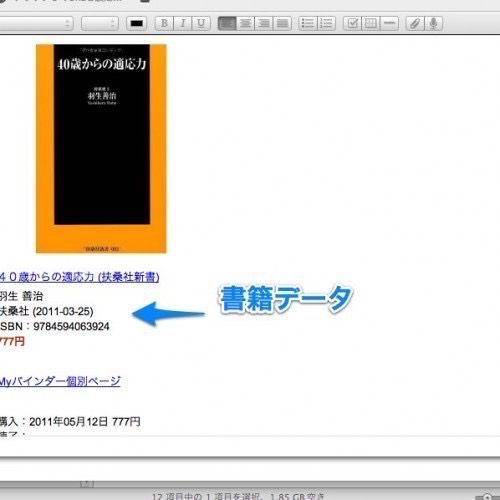 40歳からの適応力
羽生善治
４０歳からの適応力 (扶桑社新書)
羽生 善治
扶桑社 (2011-03-25)
ISBN：9784594063924
777円
書籍データ
Myバインダー個別ページ
購入：2011年05月12日 777円
12 項目中の 1 項目を選択、1.85 GB 空き